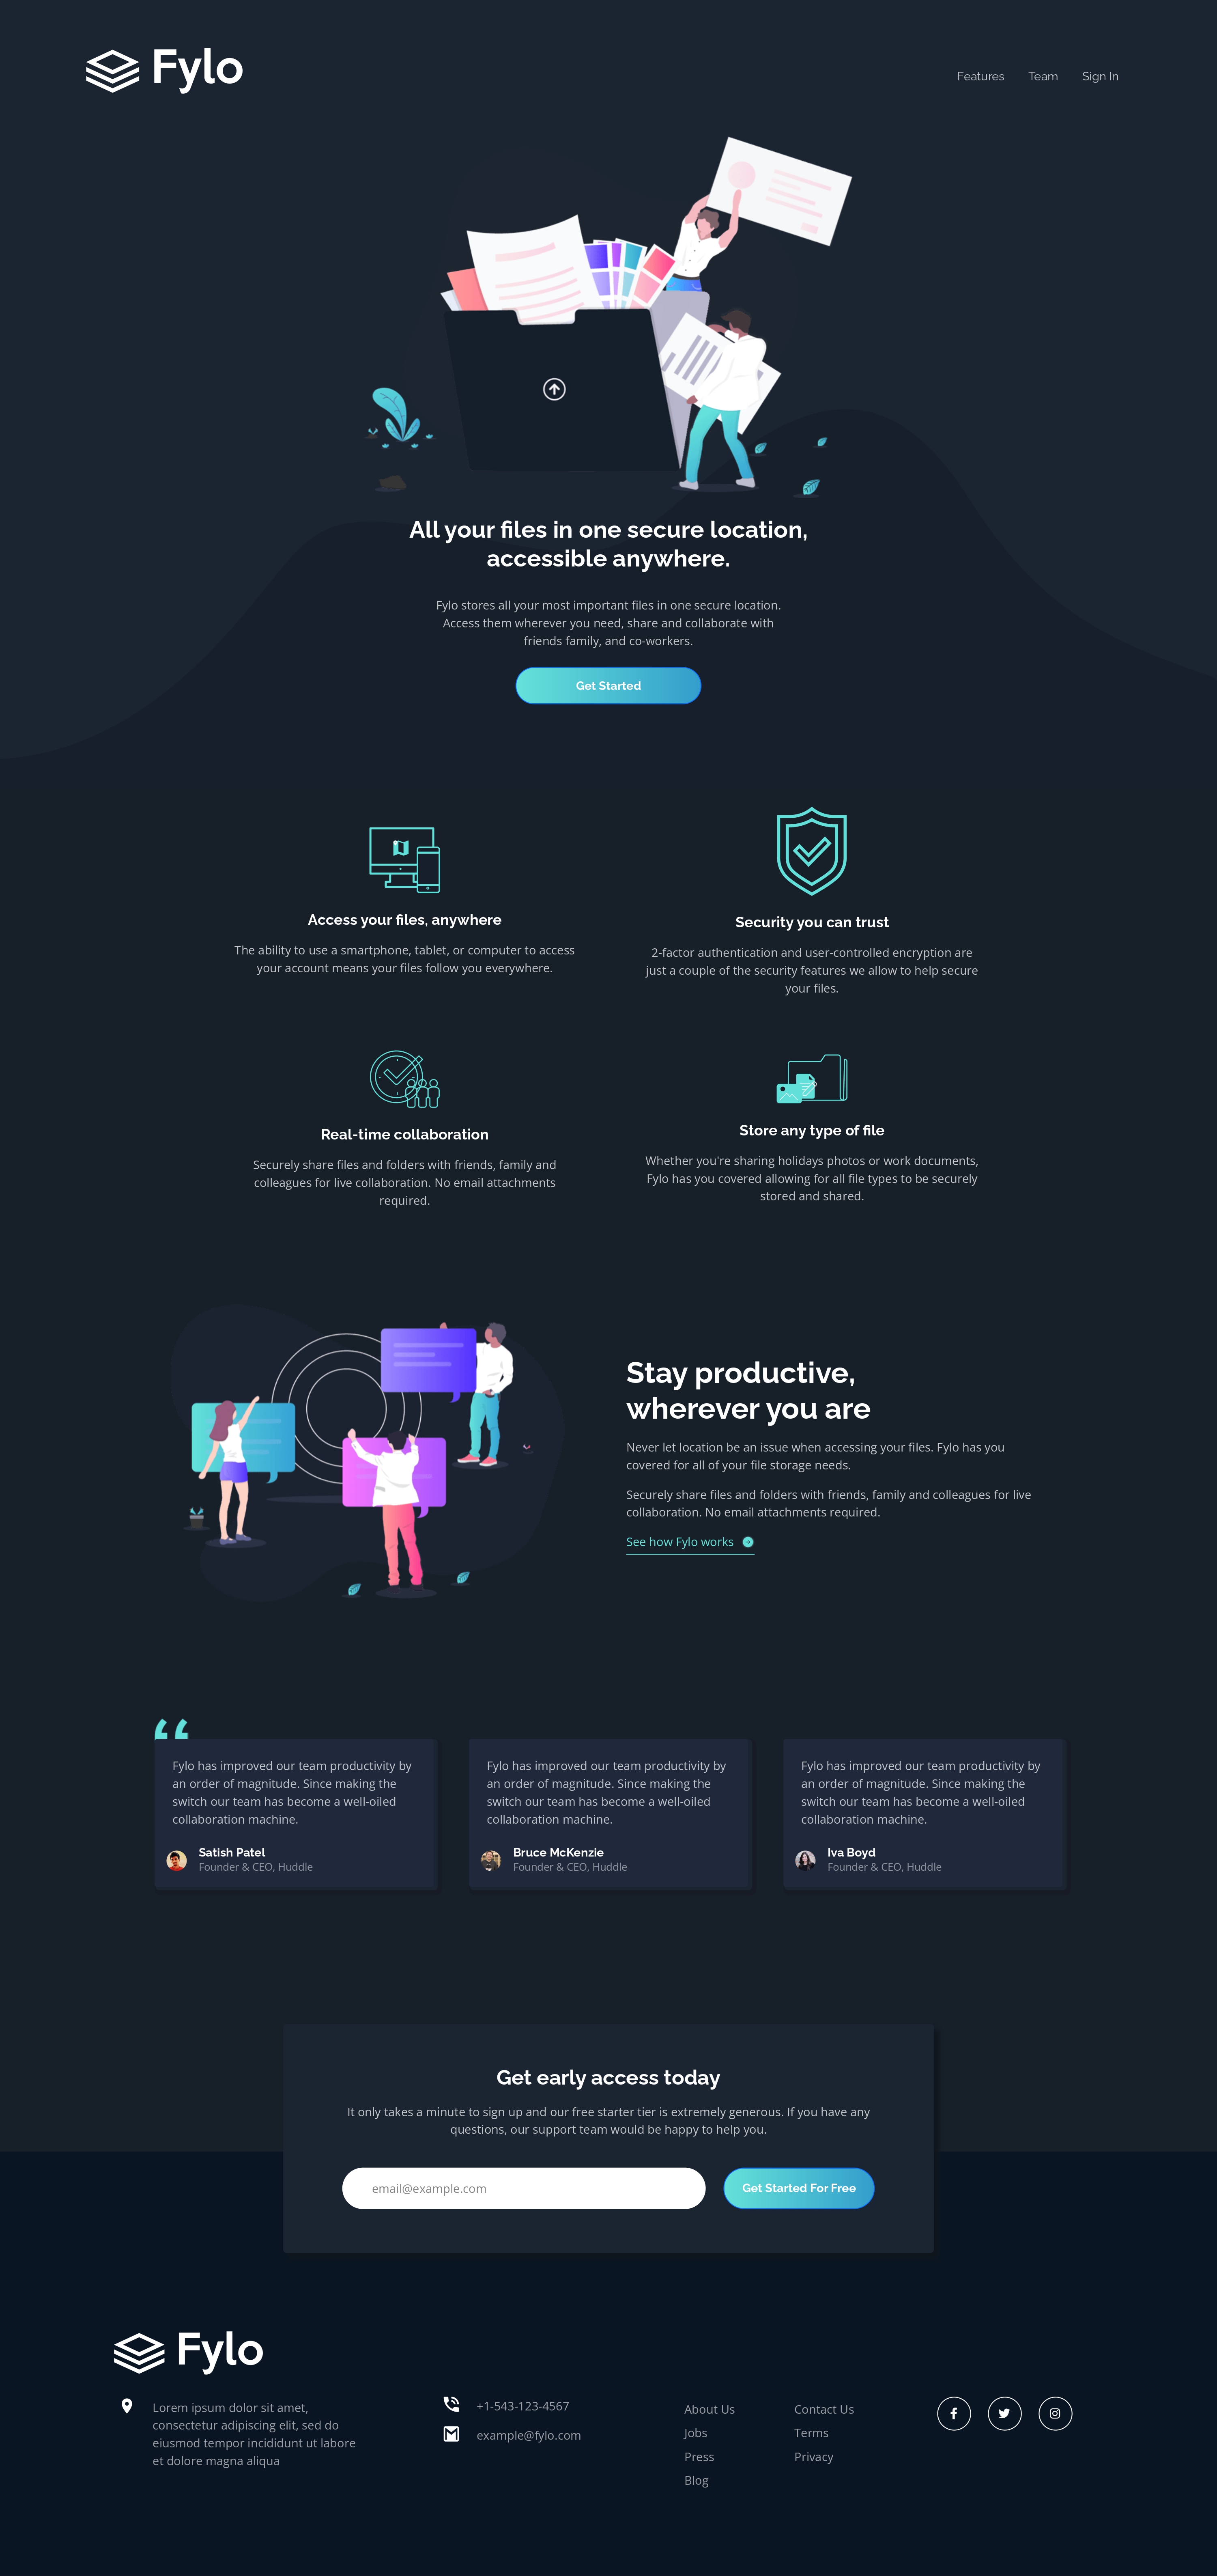 Fylo
Features
Team
Sign In
All your files in one secure location,
accessible anywhere.
Fylo stores all your most important files in one secure location.
Access them wherever you need, share and collaborate with
friends family, and co-workers.
Get Started
Access your files, anywhere
The ability to use a smartphone, tablet, or computer to access
your account means your files follow you everywhere.
Security you can trust
2-factor authentication and user-controlled encryption are
just a couple of the security features we allow to help secure
your files.
Real-time collaboration
Securely share files and folders with friends, family and
colleagues for live collaboration. No email attachments
required.
Store any type of file
Whether you're sharing holidays photos or work documents,
Fylo has you covered allowing for all file types to be securely
stored and shared.
Stay productive,
wherever you are
Never let location be an issue when accessing your files. Fylo has you
covered for all of your file storage needs.
Securely share files and folders with friends, family and colleagues for live
collaboration. No email attachments required.
See how Fylo works
Fylo has improved our team productivity by
an order of magnitude. Since making the
switch our team has become a well-oiled
collaboration machine.
Satish Patel
Founder & CEO, Huddle
Fylo has improved our team productivity by
an order of magnitude. Since making the
switch our team has become a well-oiled
collaboration machine.
Bruce McKenzie
Founder & CEO, Huddle
Fylo has improved our team productivity by
an order of magnitude. Since making the
switch our team has become a well-oiled
collaboration machine.
Iva Boyd
Founder & CEO, Huddle
Get early access today
It only takes a minute to sign up and our free starter tier is extremely generous. If you have any
questions, our support team would be happy to help you.
email@example.com
Get Started For Free
Fylo
Lorem ipsum dolor sit amet,
consectetur adipiscing elit, sed do
eiusmod tempor incididunt ut labore
et dolore magna aliqua
+1-543-123-4567
example@fylo.com
About Us
Jobs
Press
Blog
Contact Us
Terms
Privacy